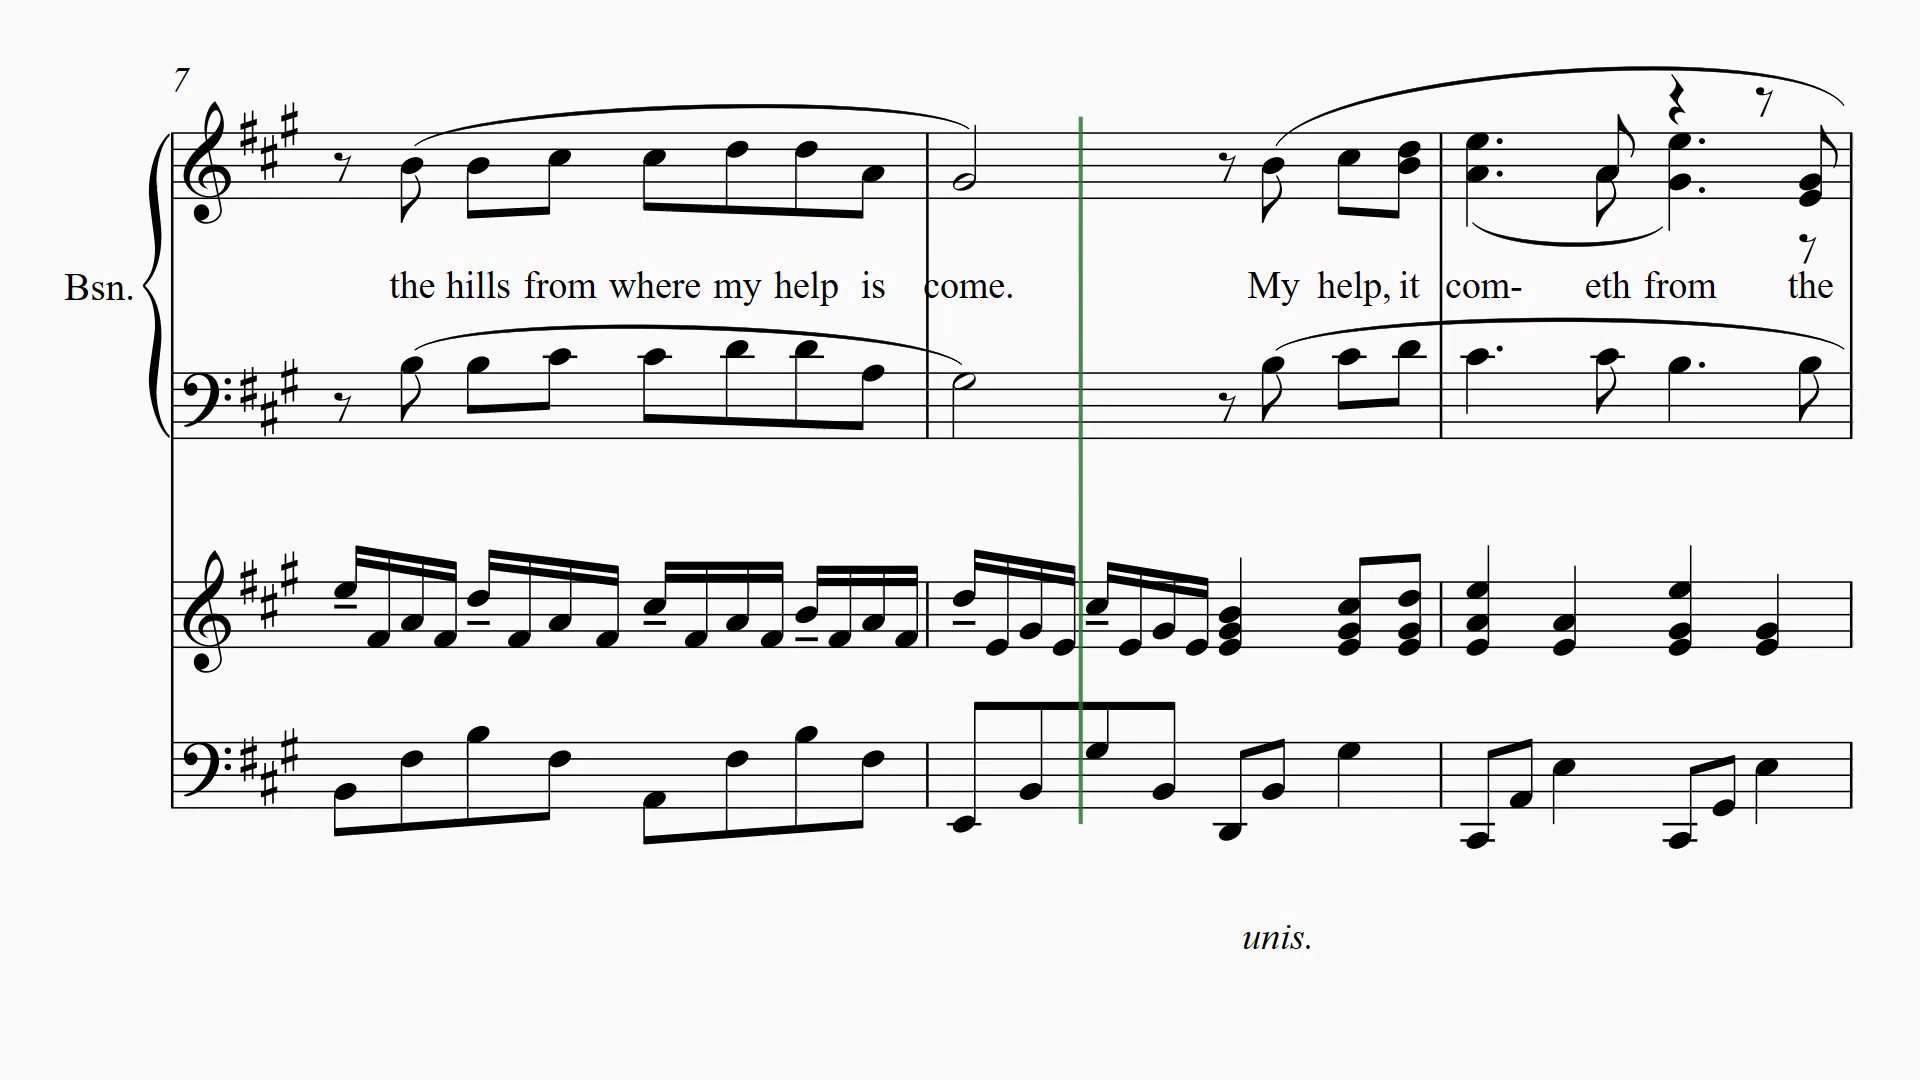 7
Bsn.
the hills from where my help is come. My help, it com- eth from the
unis.